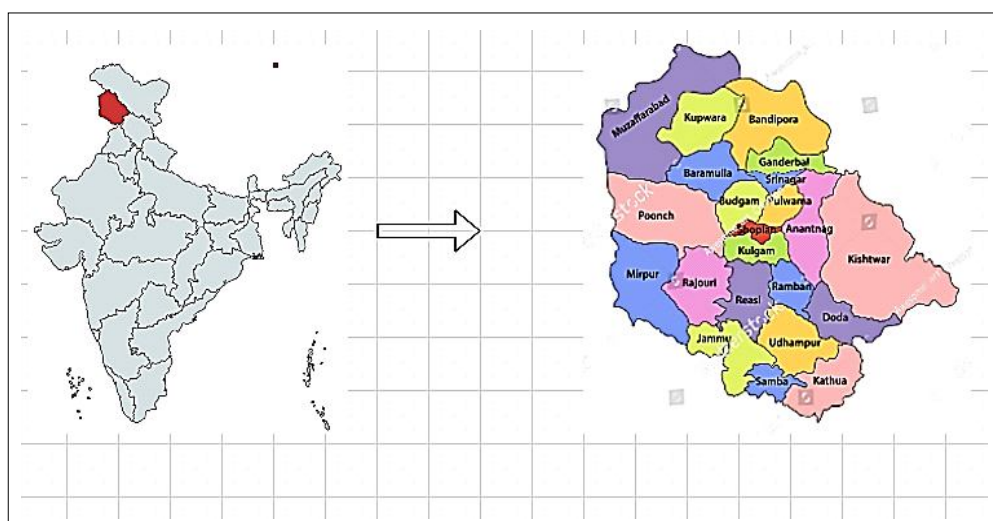 Muzaffarabad
Kupwara
Bandipora
Ganderbal
Baramulla
Srinagar
Budgam
Pulwama
Poonch
Shopian
Anantnag
Kulgam
Kishtwar
Mirpur
Rajouri
Reasi
Ramban
Doda
Jammu
Udhampur
Samba
Kathua